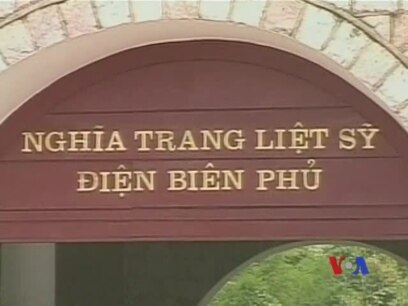 NGHĨA TRANG LIỆT SỸ
ĐIỆN BIÊN PHỦ
VOA